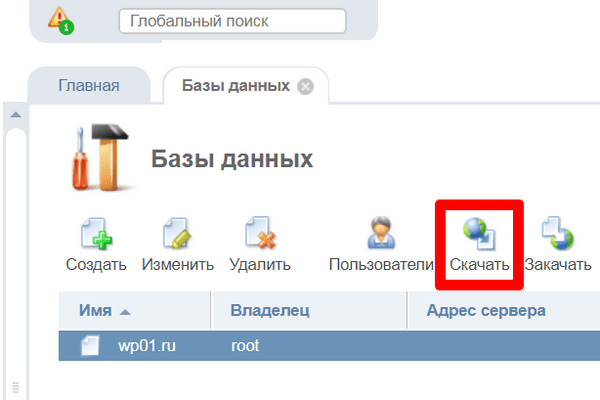 1
Глобальный поиск
Главная
Базы данных
Базы данных
Создать Изменить Удалить Пользователи Скачать Закачать
Имя Владелец Адрес сервера
wp01.ru root